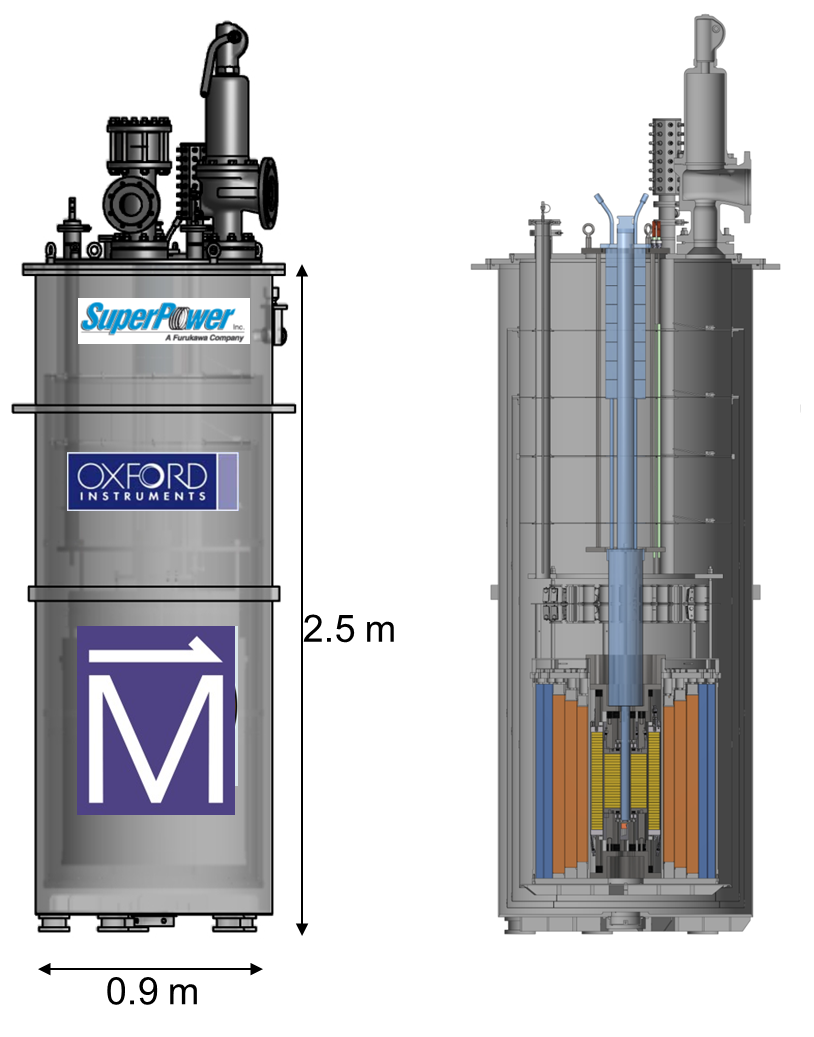 SuperPower Inc.
A Furukawa Company
OXFORD
INSTRUMENTS
M
2.5 m
0.9 m